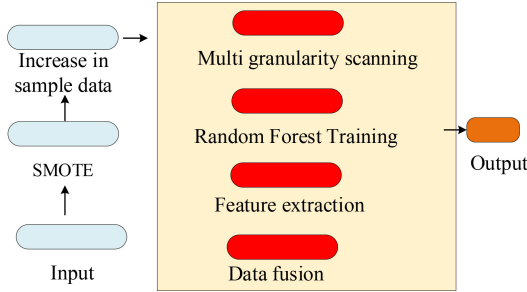 Increase in
sample data
SMOTE
Input
Multi granularity scanning
Random Forest Training
Feature extraction
Data fusion
Output